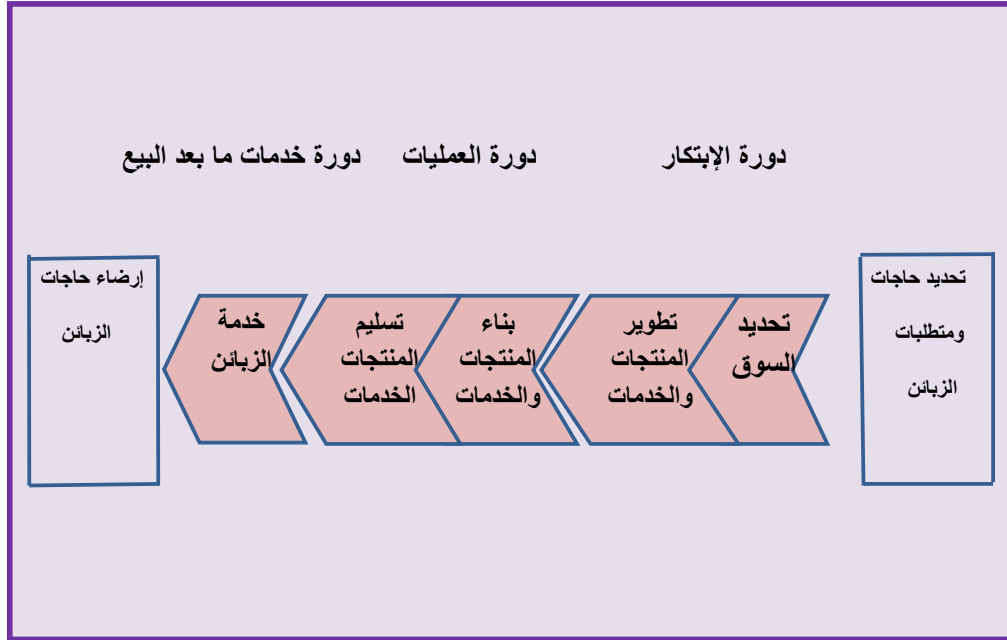 دورة الإبتكار
دورة العمليات
دورة خدمات ما بعد البيع
تحديد حاجات
ومتطلبات
الزبائن
تحديد
السوق
تطوير
المنتجات
والخدمات
بناء
المنتجات
والخدمات
تسليم
المنتجات
الخدمات
خدمة
الزبائن
إرضاء حاجات
الزبائن